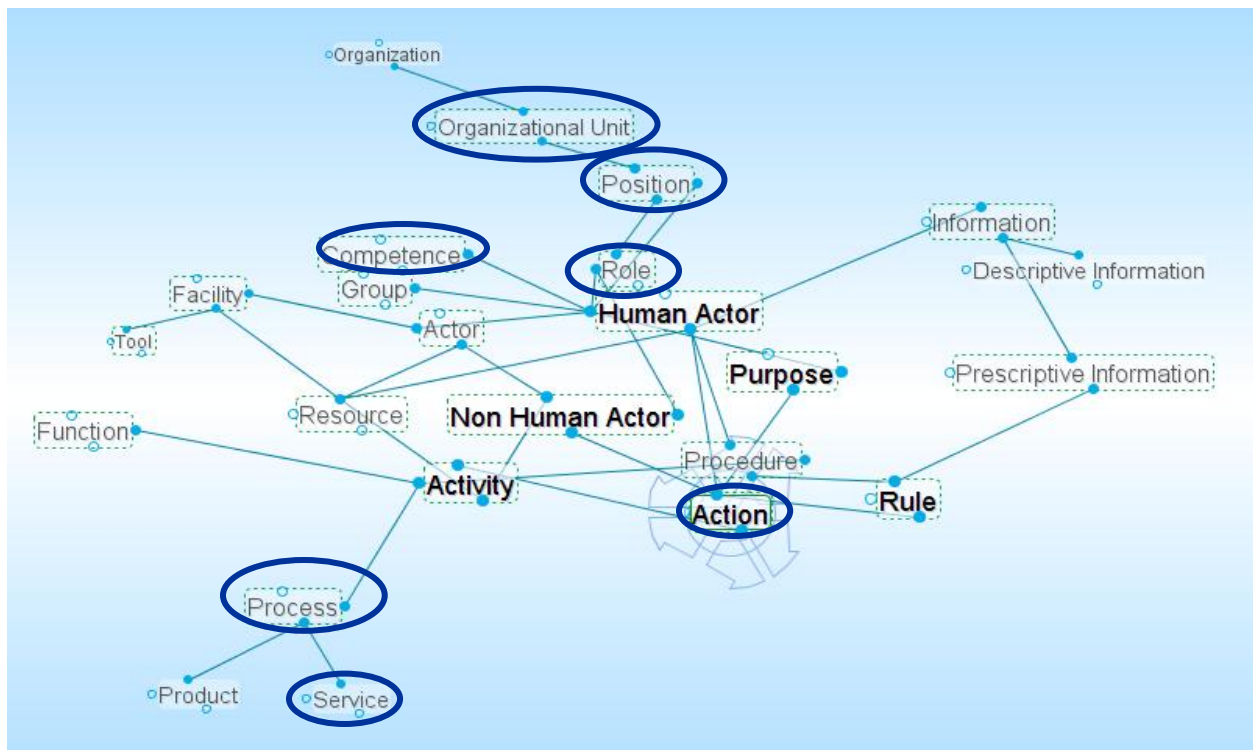 Organization
Organizational Unit
Position
Information
Competence
Role
Descriptive Information
Group
Facility
Human Actor
Actor
Tool
Purpose
Prescriptive Information
Resource
Non Human Actor
Function
Procedure
Activity
Rule
Action
Process
Product
Service